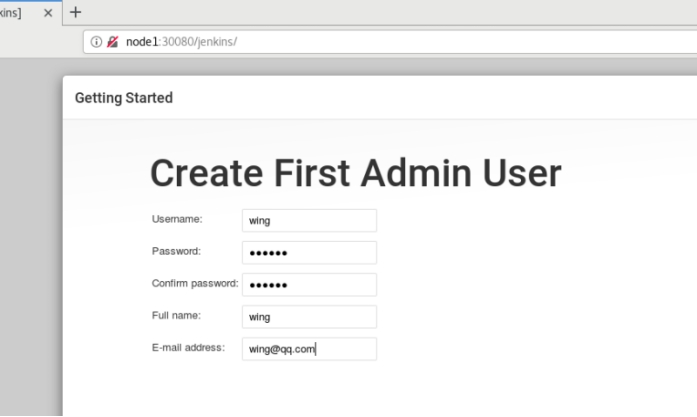 kins] × +
node1:30080/jenkins/
Getting Started
Create First Admin User
Username: wing
Password: ••••••
Confirm password: ••••••
Full name: wing
E-mail address: wing@qq.com